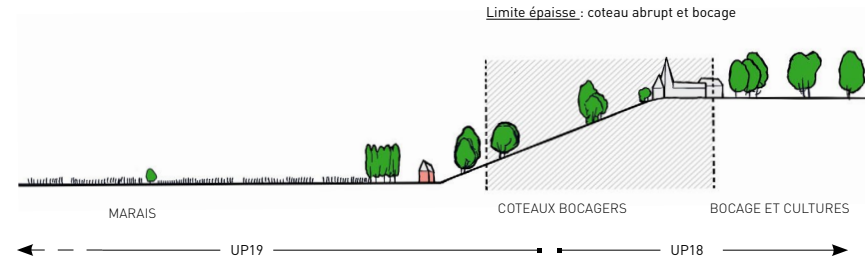 Limite épaisse : coteau abrupt et bocage
MARAIS
COTEAUX BOCAGERS
BOCAGE ET CULTURES
UP19
UP18